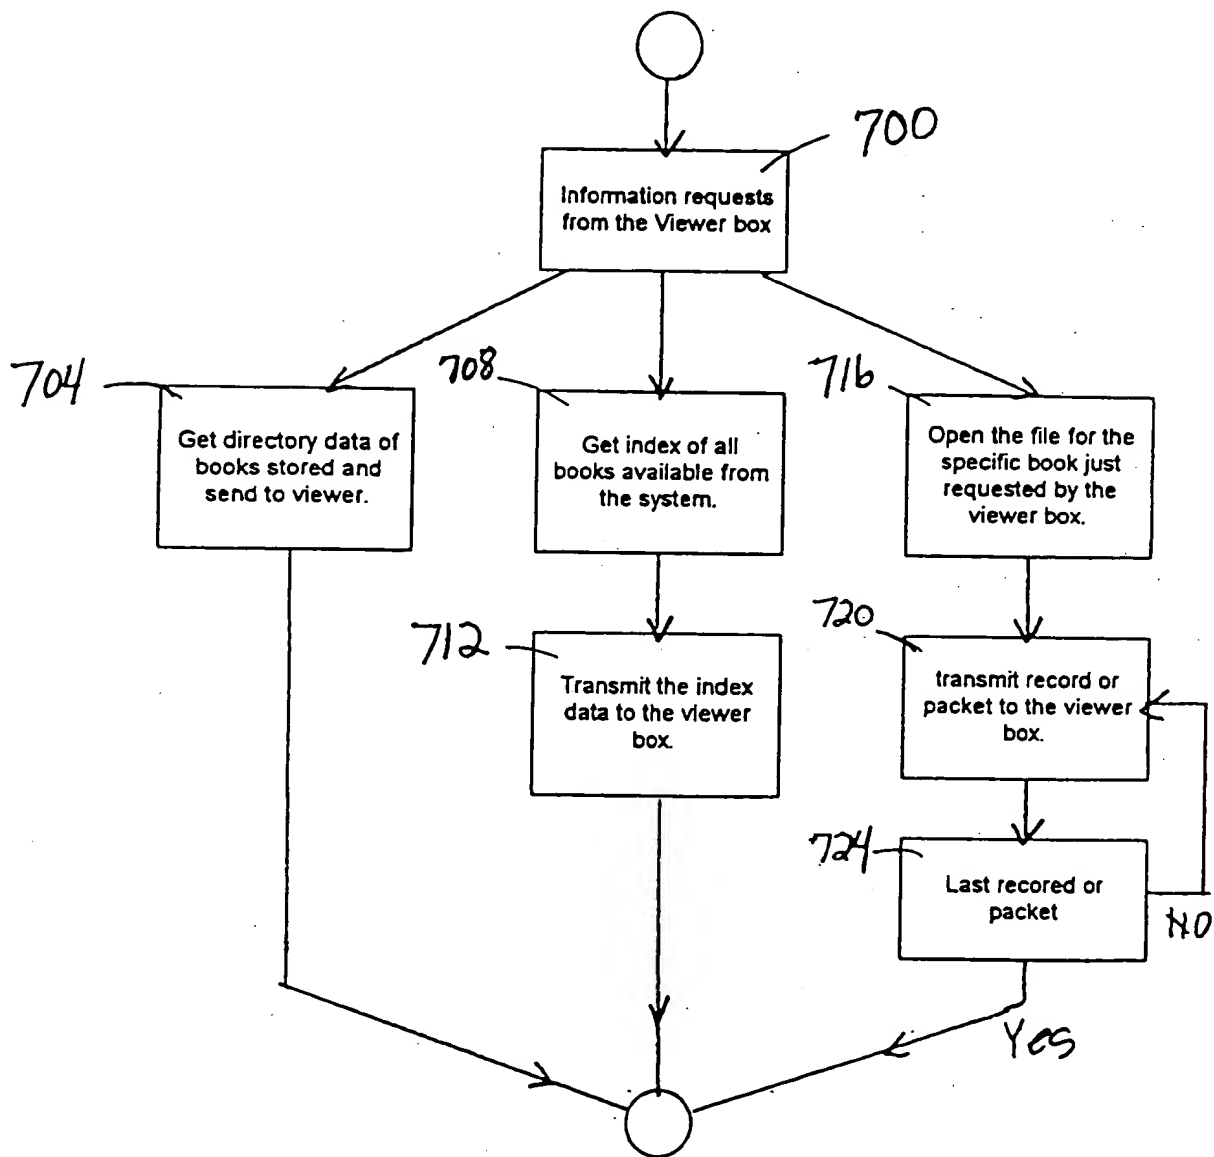 700
Information requests
from the Viewer box
704
708
716
Get directory data of
books stored and
send to viewer.
Get index of all
books available from
the system.
Open the file for the
specific book just
requested by the
viewer box.
712
720
Transmit the index
data to the viewer
box.
transmit record or
packet to the viewer
box.
724
Last recored or
packet
NO
Yes